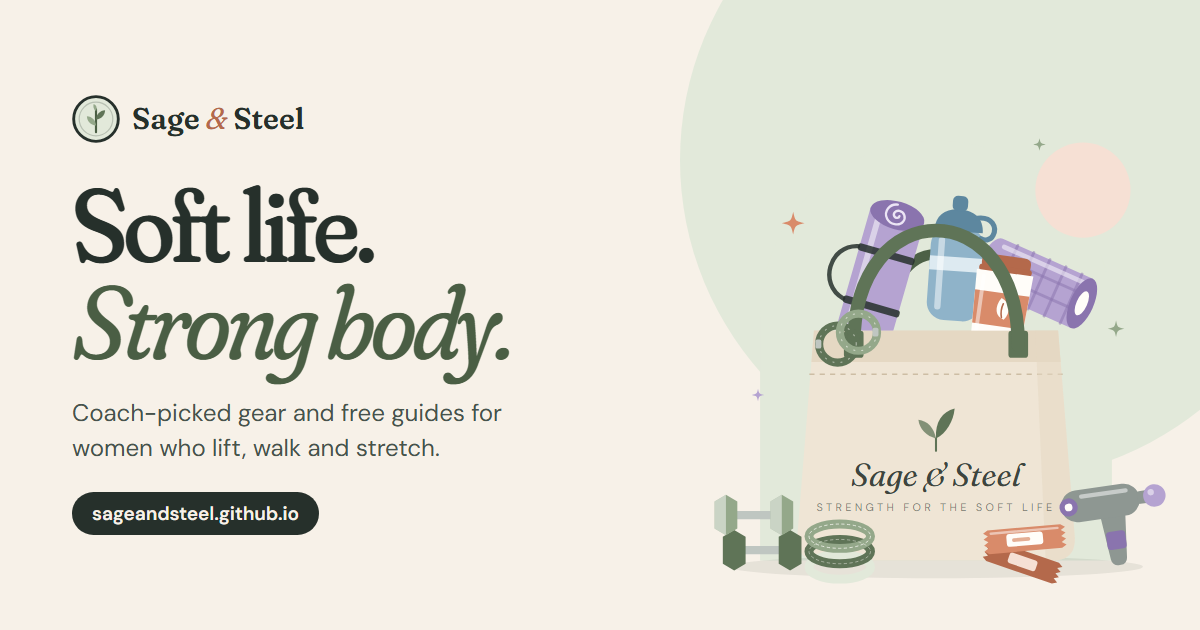 Sage & Steel
Soft life.
Strong body.
Coach-picked gear and free guides for
women who lift, walk and stretch.
sageandsteel.github.io
Sage & Steel
STRENGTH FOR THE SOFT LIFE